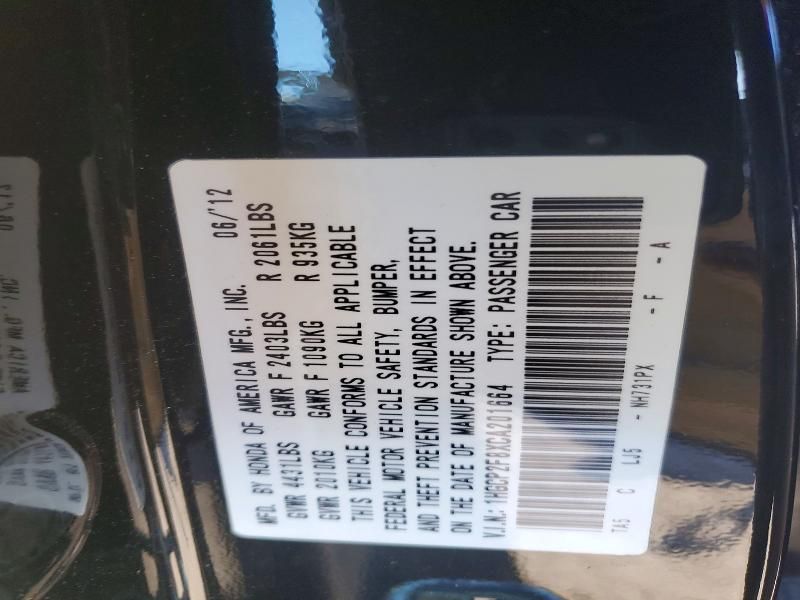 MFD. BY HONDA OF AMERICA MFG., INC. 06/'12
GVWR 4431LBS GAWR F 2403LBS R 2061LBS
GVWR 2010KG GAWR F 1090KG R 935KG
THIS VEHICLE CONFORMS TO ALL APPLICABLE
FEDERAL MOTOR VEHICLE SAFETY, BUMPER,
AND THEFT PREVENTION STANDARDS IN EFFECT
ON THE DATE OF MANUFACTURE SHOWN ABOVE.
V.I.N.: 1HGCP2F8XCA201664 TYPE: PASSENGER CAR
TA5 C LJ5 - NH731PX - F - A